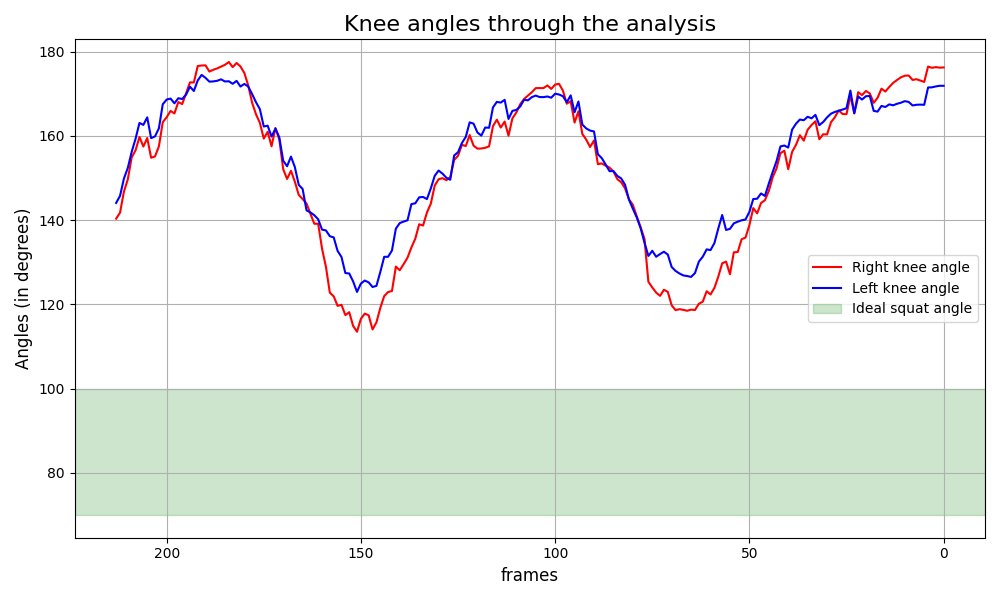 Knee angles through the analysis
Angles (in degrees)
180
160
140
120
100
80
Right knee angle
Left knee angle
Ideal squat angle
200
150
100
50
0
frames